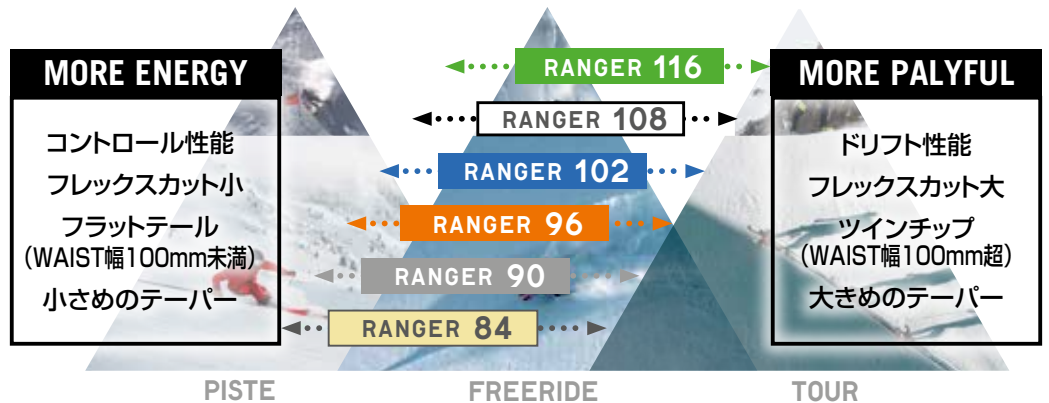 MORE ENERGY
コントロール性能
フレックスカット小
フラットテール
(WAIST幅100mm未満)
小さめのテーパー
RANGER 116
RANGER 108
RANGER 102
RANGER 96
RANGER 90
RANGER 84
MORE PALYFUL
ドリフト性能
フレックスカット大
ツインチップ
(WAIST幅100mm超)
大きめのテーパー
PISTE
FREERIDE
TOUR